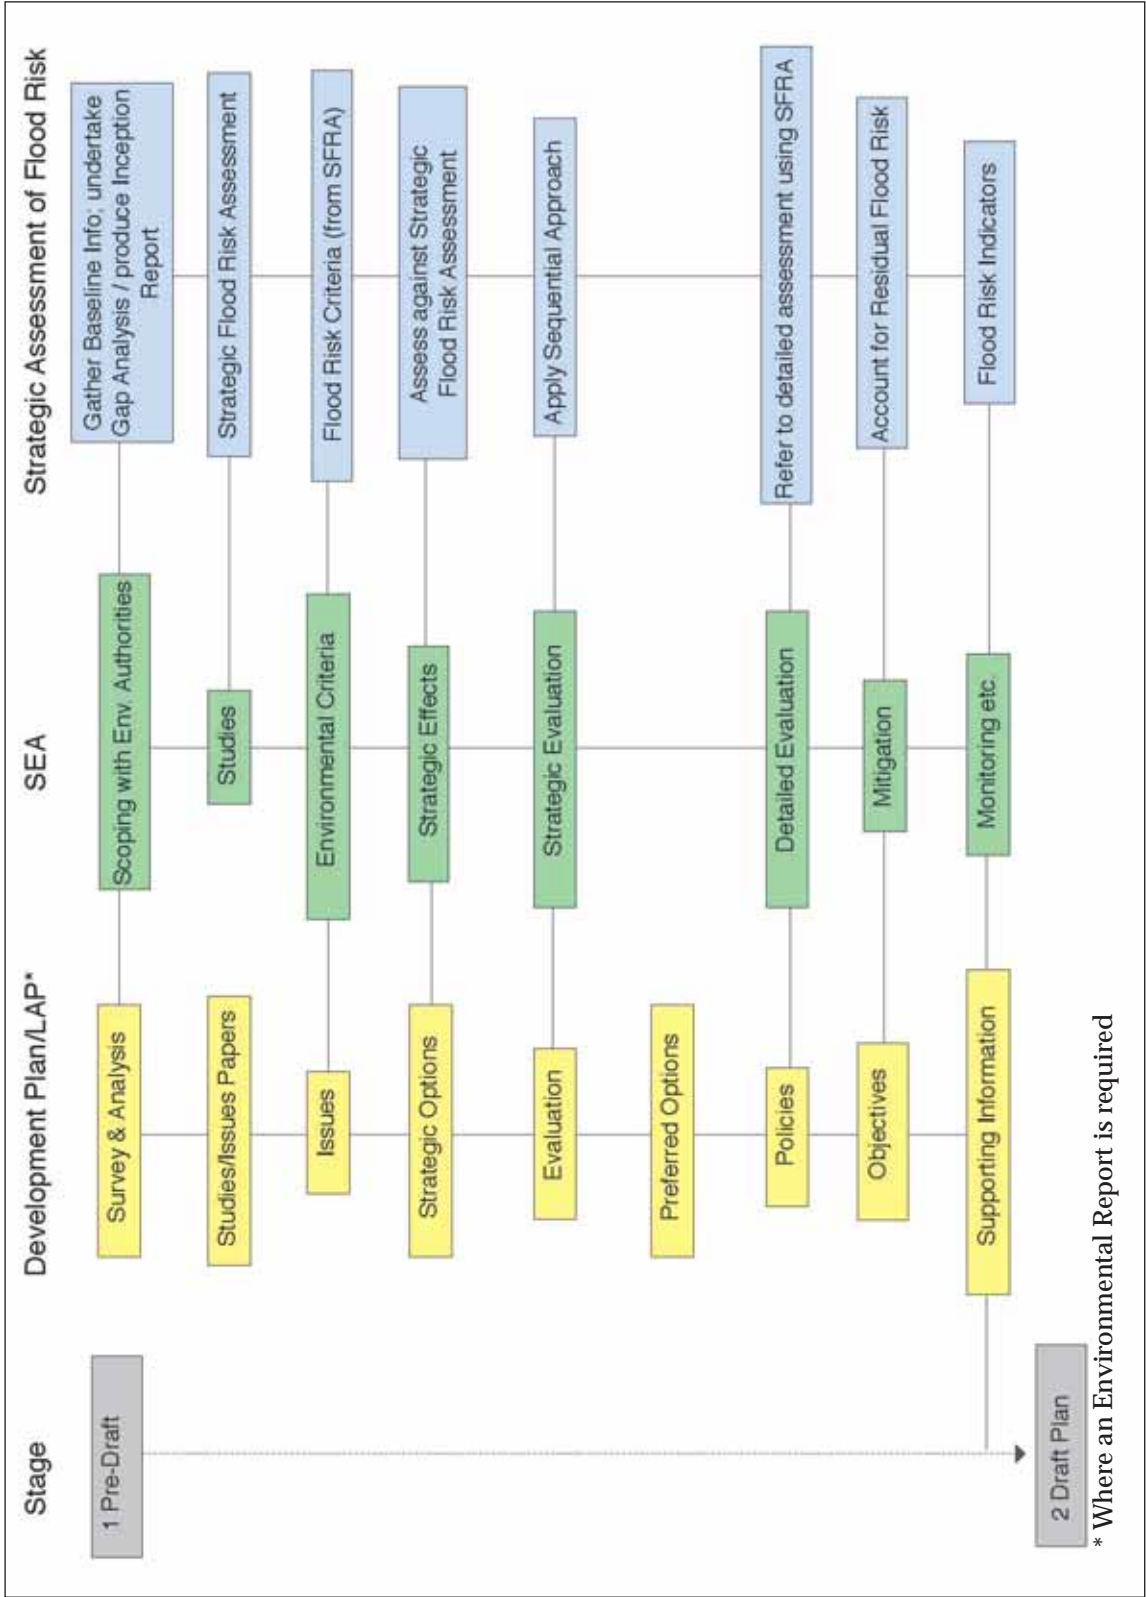 Stage
Development Plan/LAP*
SEA
Strategic Assessment of Flood Risk
1 Pre-Draft
Survey & Analysis
Scoping with Env. Authorities
Gather Baseline Info; undertake
Gap Analysis / produce Inception
Report
Studies/Issues Papers
Studies
Strategic Flood Risk Assessment
Issues
Environmental Criteria
Flood Risk Criteria (from SFRA)
Strategic Options
Strategic Effects
Assess against Strategic
Flood Risk Assessment
Evaluation
Strategic Evaluation
Apply Sequential Approach
Preferred Options
Policies
Detailed Evaluation
Refer to detailed assessment using SFRA
Objectives
Mitigation
Account for Residual Flood Risk
Supporting Information
Monitoring etc.
Flood Risk Indicators
2 Draft Plan
* Where an Environmental Report is required